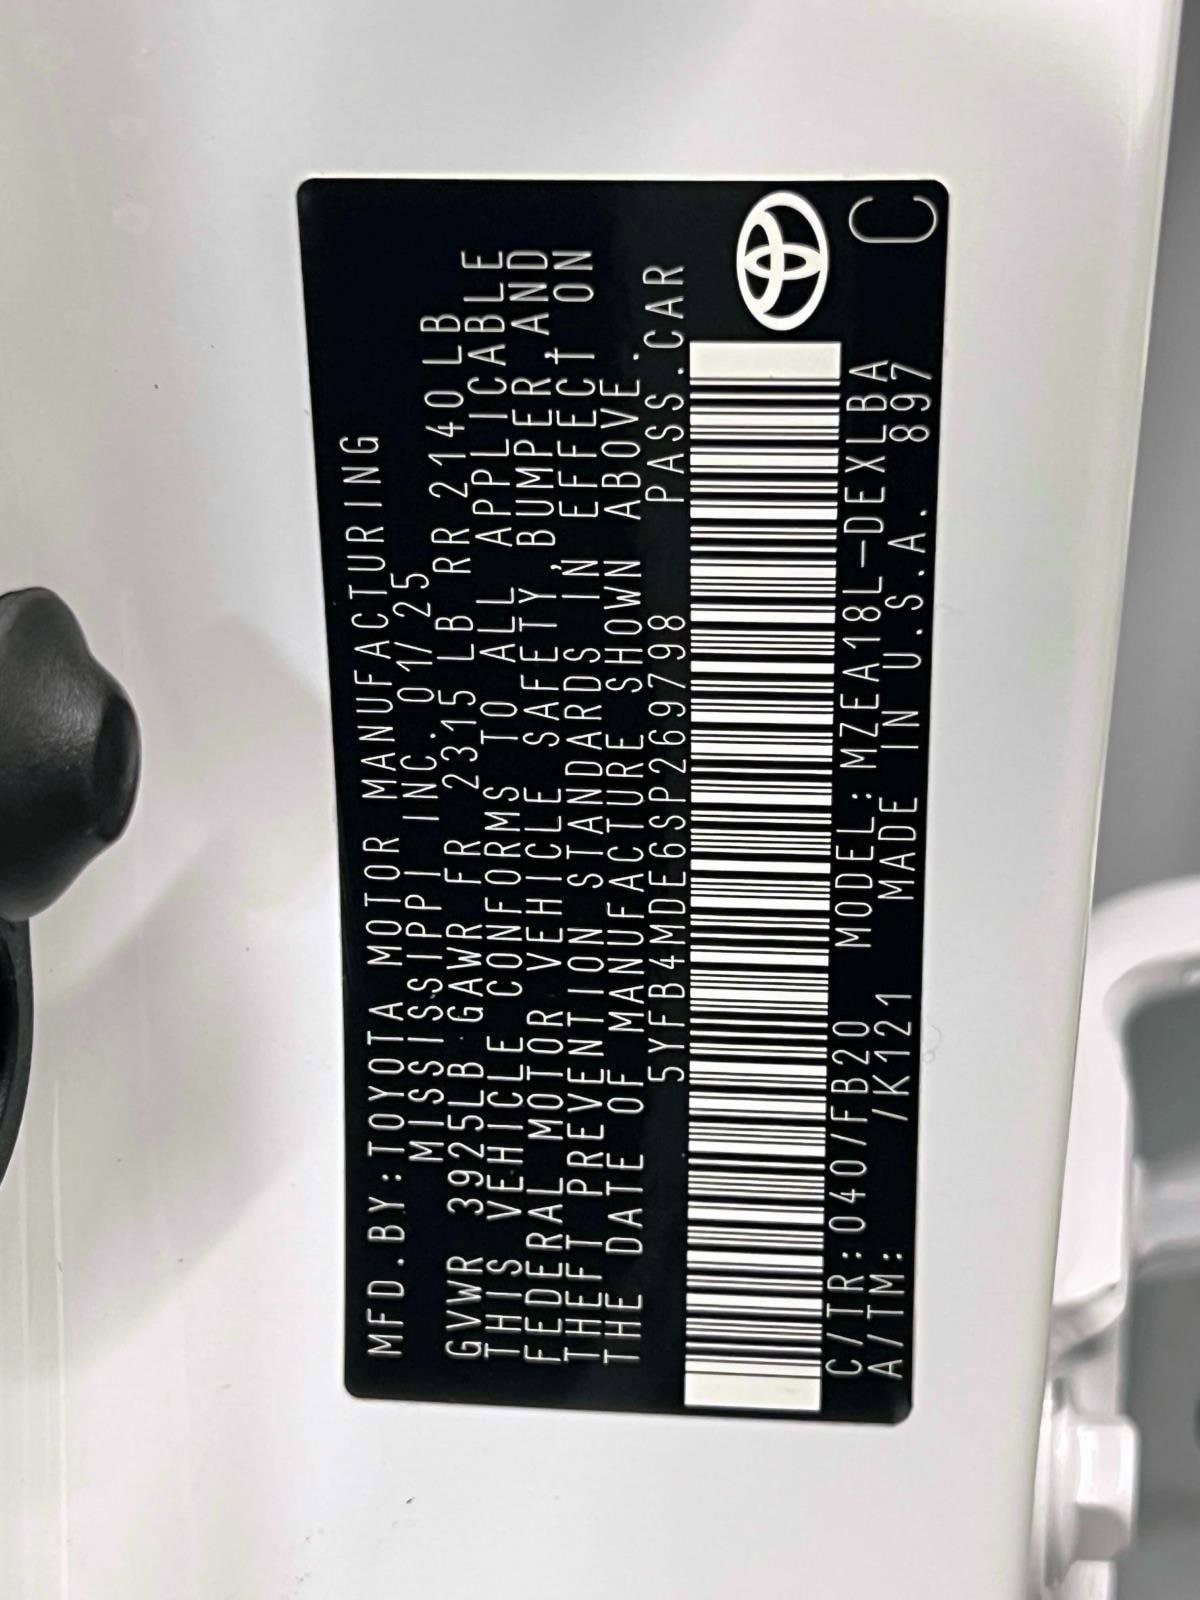 MFD.BY:TOYOTA MOTOR MANUFACTURING
MISSISSIPPI INC. 01/25
GVWR 3925LB GAWR FR 2315 LB RR 2140LB
THIS VEHICLE CONFORMS TO ALL APPLICABLE
FEDERAL MOTOR VEHICLE SAFETY, BUMPER AND
THEFT PREVENTION STANDARDS IN EFFECT ON
THE DATE OF MANUFACTURE SHOWN ABOVE.
5YFB4MDE6SP269798 PASS.CAR
C/TR:040/FB20 MODEL:MZEA18L-DEXLBA
A/TM: /K121 MADE IN U.S.A. 897
C